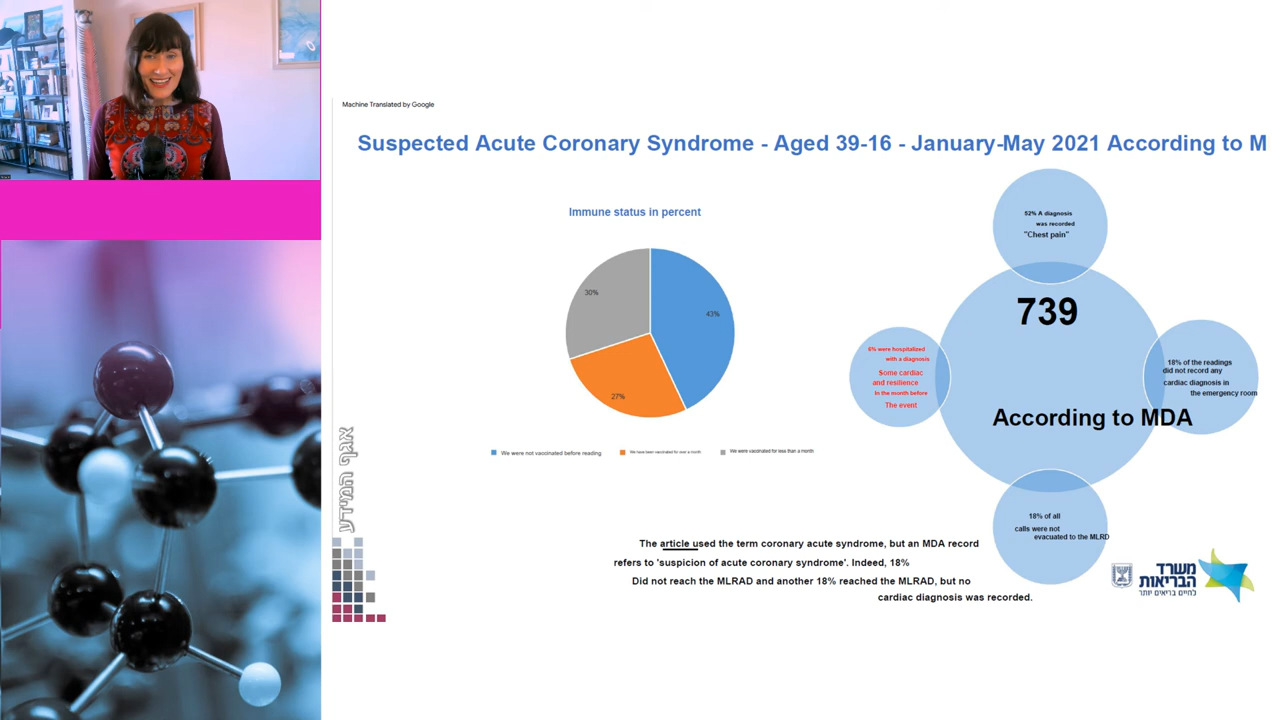 Machine Translated by Google
Suspected Acute Coronary Syndrome - Aged 39-16 - January-May 2021 According to M
Immune status in percent
30%
43%
27%
We were not vaccinated before reading
We have been vaccinated for over a month
We were vaccinated for less than a month
52% A diagnosis
was recorded
"Chest pain"
739
According to MDA
6% were hospitalized
with a diagnosis
Some cardiac
and resilience
In the month before
The event
18% of the readings
did not record any
cardiac diagnosis in
the emergency room
18% of all
calls were not
evacuated to the MLRD
The article used the term coronary acute syndrome, but an MDA record
refers to 'suspicion of acute coronary syndrome'. Indeed, 18%
Did not reach the MLRAD and another 18% reached the MLRAD, but no
cardiac diagnosis was recorded.
אגף המידע
משרד
הבריאות
לחיים בריאים יותר